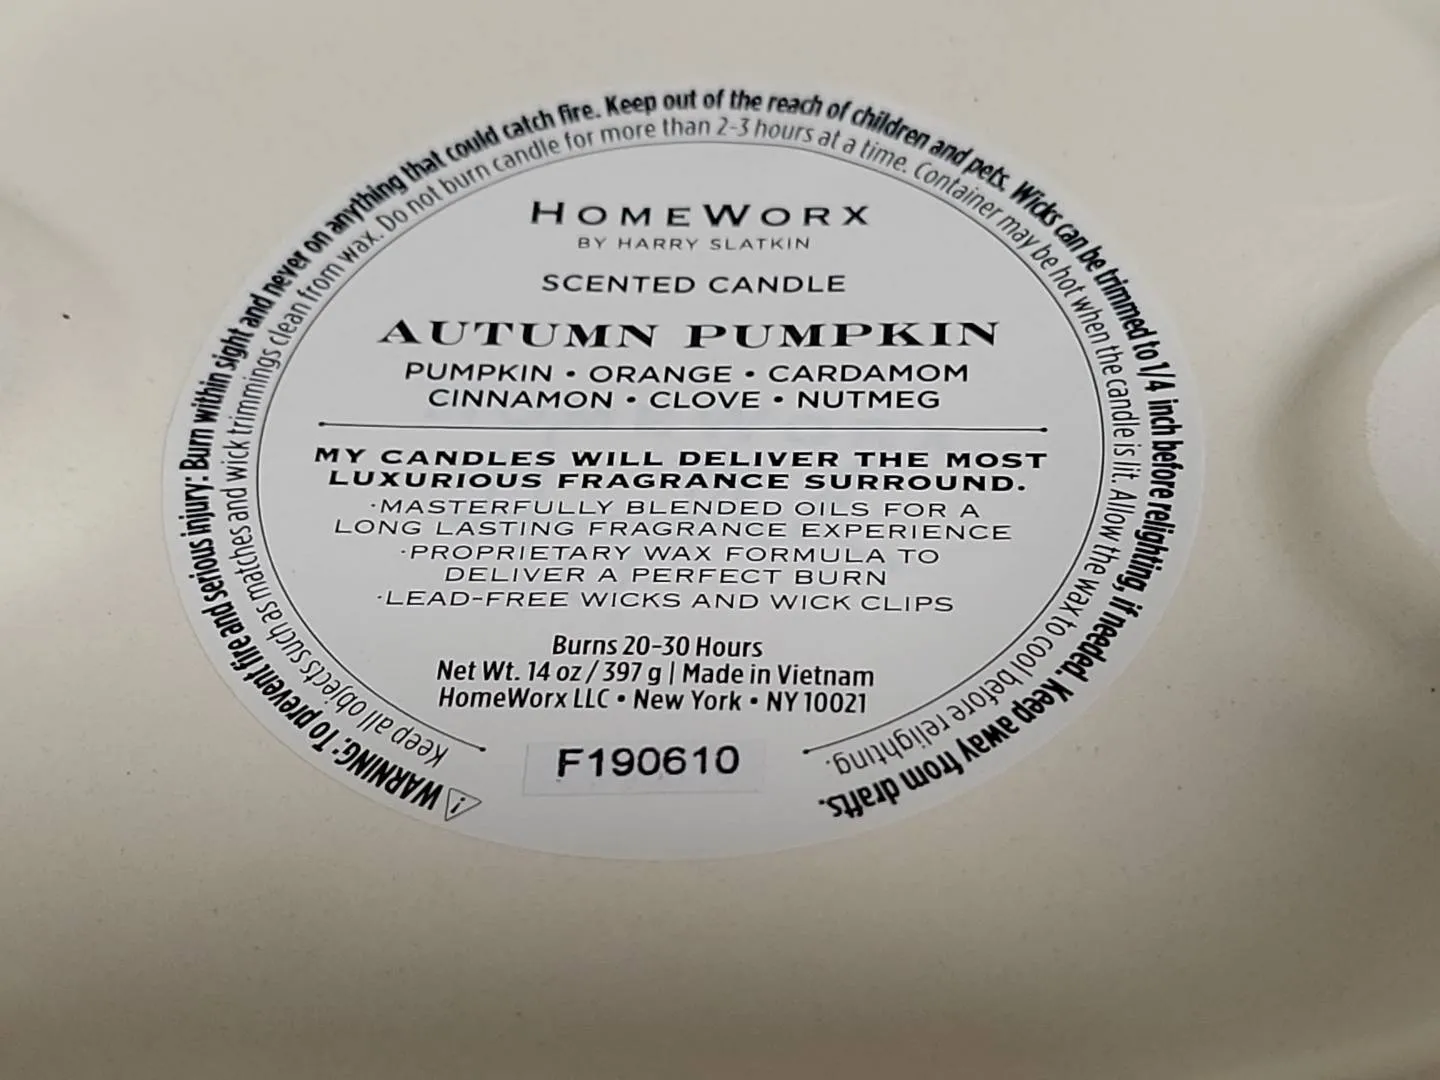 HOMEWORX
BY HARRY SLATKIN
SCENTED CANDLE
AUTUMN PUMPKIN
PUMPKIN • ORANGE • CARDAMOM
CINNAMON • CLOVE • NUTMEG
MY CANDLES WILL DELIVER THE MOST
LUXURIOUS FRAGRANCE SURROUND.
·MASTERFULLY BLENDED OILS FOR A
LONG LASTING FRAGRANCE EXPERIENCE
·PROPRIETARY WAX FORMULA TO
DELIVER A PERFECT BURN
·LEAD-FREE WICKS AND WICK CLIPS
Burns 20-30 Hours
Net Wt. 14 oz / 397 g | Made in Vietnam
HomeWorx LLC • New York • NY 10021
F190610
WARNING: To prevent fire and serious injury: Burn within sight and never on anything that could catch fire. Keep out of the reach of children and pets. Wicks can be trimmed to 1/4 inch before relighting, if needed. Keep away from drafts.
Keep all objects such as matches and wick trimmings clean from wax. Do not burn candle for more than 2-3 hours at a time. Container may be hot when the candle is lit. Allow the wax to cool before relighting.